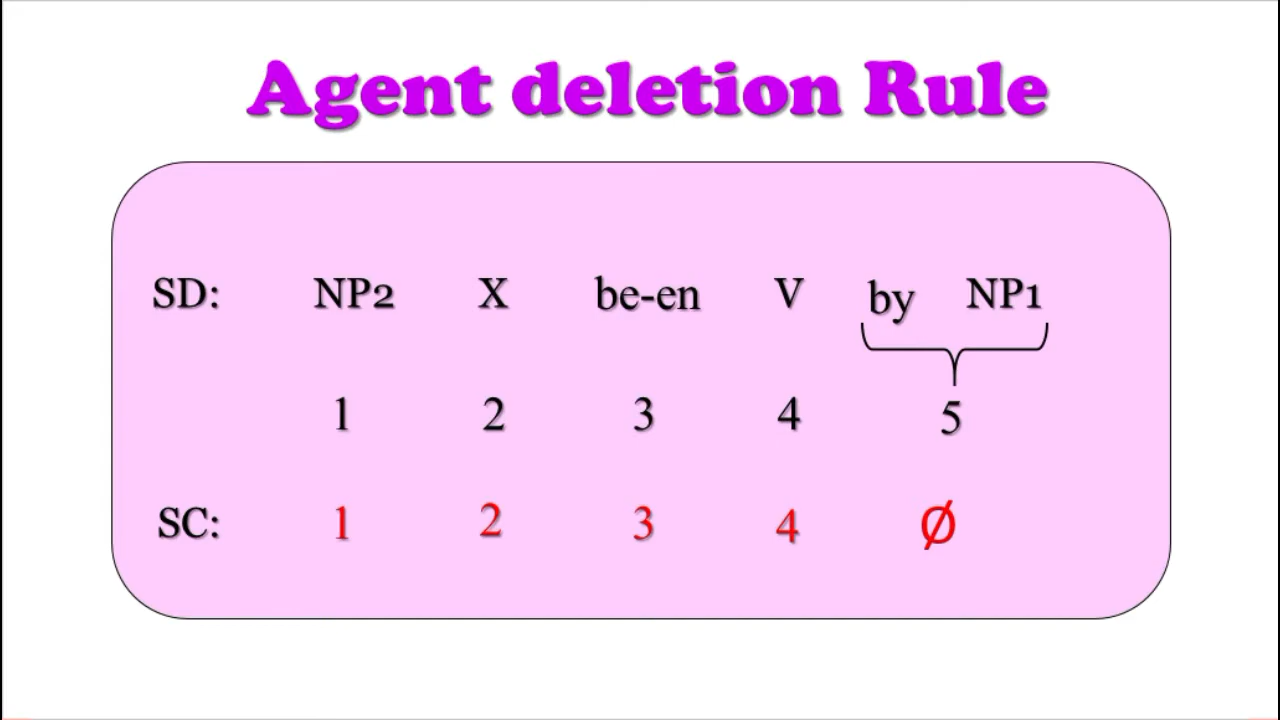 Agent deletion Rule
SD: NP2 X be-en V by NP1
1 2 3 4 5
SC: 1 2 3 4 Ø